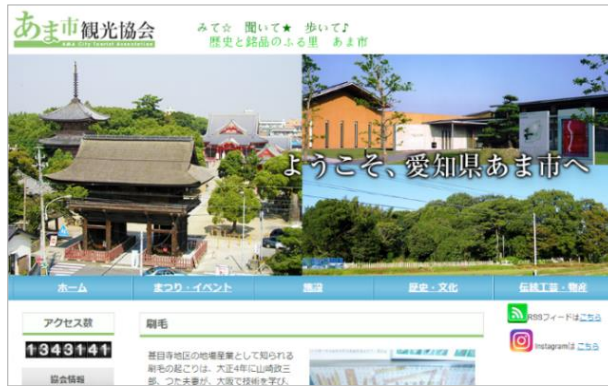 あま市観光協会
AMA City Tourist Association
みて☆ 聞いて★ 歩いて♪
歴史と銘品のふる里 あま市
ようこそ、愛知県あま市へ
ホーム まつり・イベント 施設 歴史・文化 伝統工芸・物産
アクセス数
1343141
協会情報
刷毛
甚目寺地区の地場産業として知られる
刷毛の起こりは、大正4年に山崎政三
郎、つた夫妻が、大阪で技術を学び、
RSSフィードはこちら
Instagramは こちら